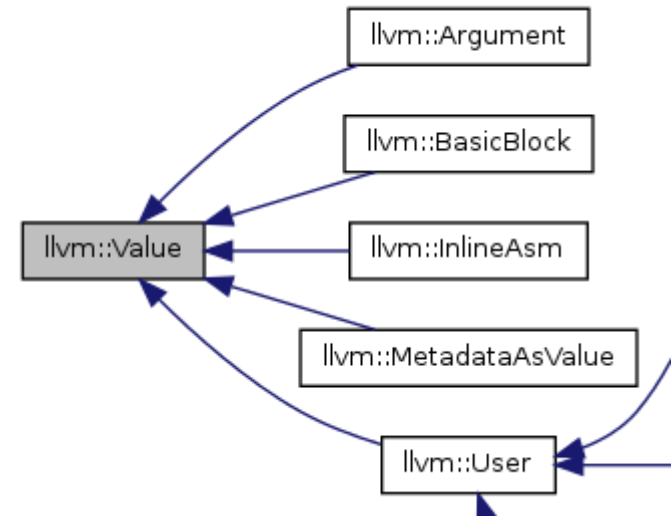 llvm::Argument
llvm::BasicBlock
llvm::Value
llvm::InlineAsm
llvm::MetadataAsValue
llvm::User